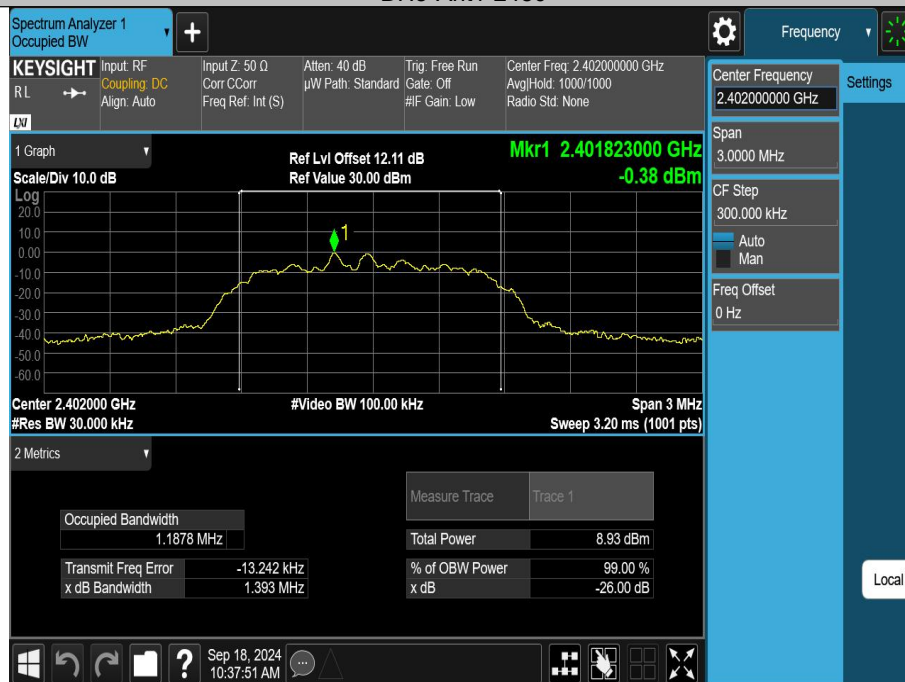 Spectrum Analyzer 1
Occupied BW
+
Frequency
KEYSIGHT
RL
LXI
Input: RF
Coupling: DC
Align: Auto
Input Z: 50 Ω
Corr CCorr
Freq Ref: Int (S)
Atten: 40 dB
µW Path: Standard
Trig: Free Run
Gate: Off
#IF Gain: Low
Center Freq: 2.402000000 GHz
Avg|Hold: 1000/1000
Radio Std: None
Center Frequency
2.402000000 GHz
Settings
Span
3.0000 MHz
CF Step
300.000 kHz
Auto
Man
Freq Offset
0 Hz
Local
1 Graph
Scale/Div 10.0 dB
Ref Lvl Offset 12.11 dB
Ref Value 30.00 dBm
Mkr1 2.401823000 GHz
-0.38 dBm
Log
20.0
10.0
0.00
-10.0
-20.0
-30.0
-40.0
-50.0
-60.0
1
Center 2.402000 GHz
#Res BW 30.000 kHz
#Video BW 100.00 kHz
Span 3 MHz
Sweep 3.20 ms (1001 pts)
2 Metrics
Measure Trace Trace 1
Occupied Bandwidth
1.1878 MHz
Total Power 8.93 dBm
Transmit Freq Error -13.242 kHz
% of OBW Power 99.00 %
x dB Bandwidth 1.393 MHz
x dB -26.00 dB
?
Sep 18, 2024
10:37:51 AM